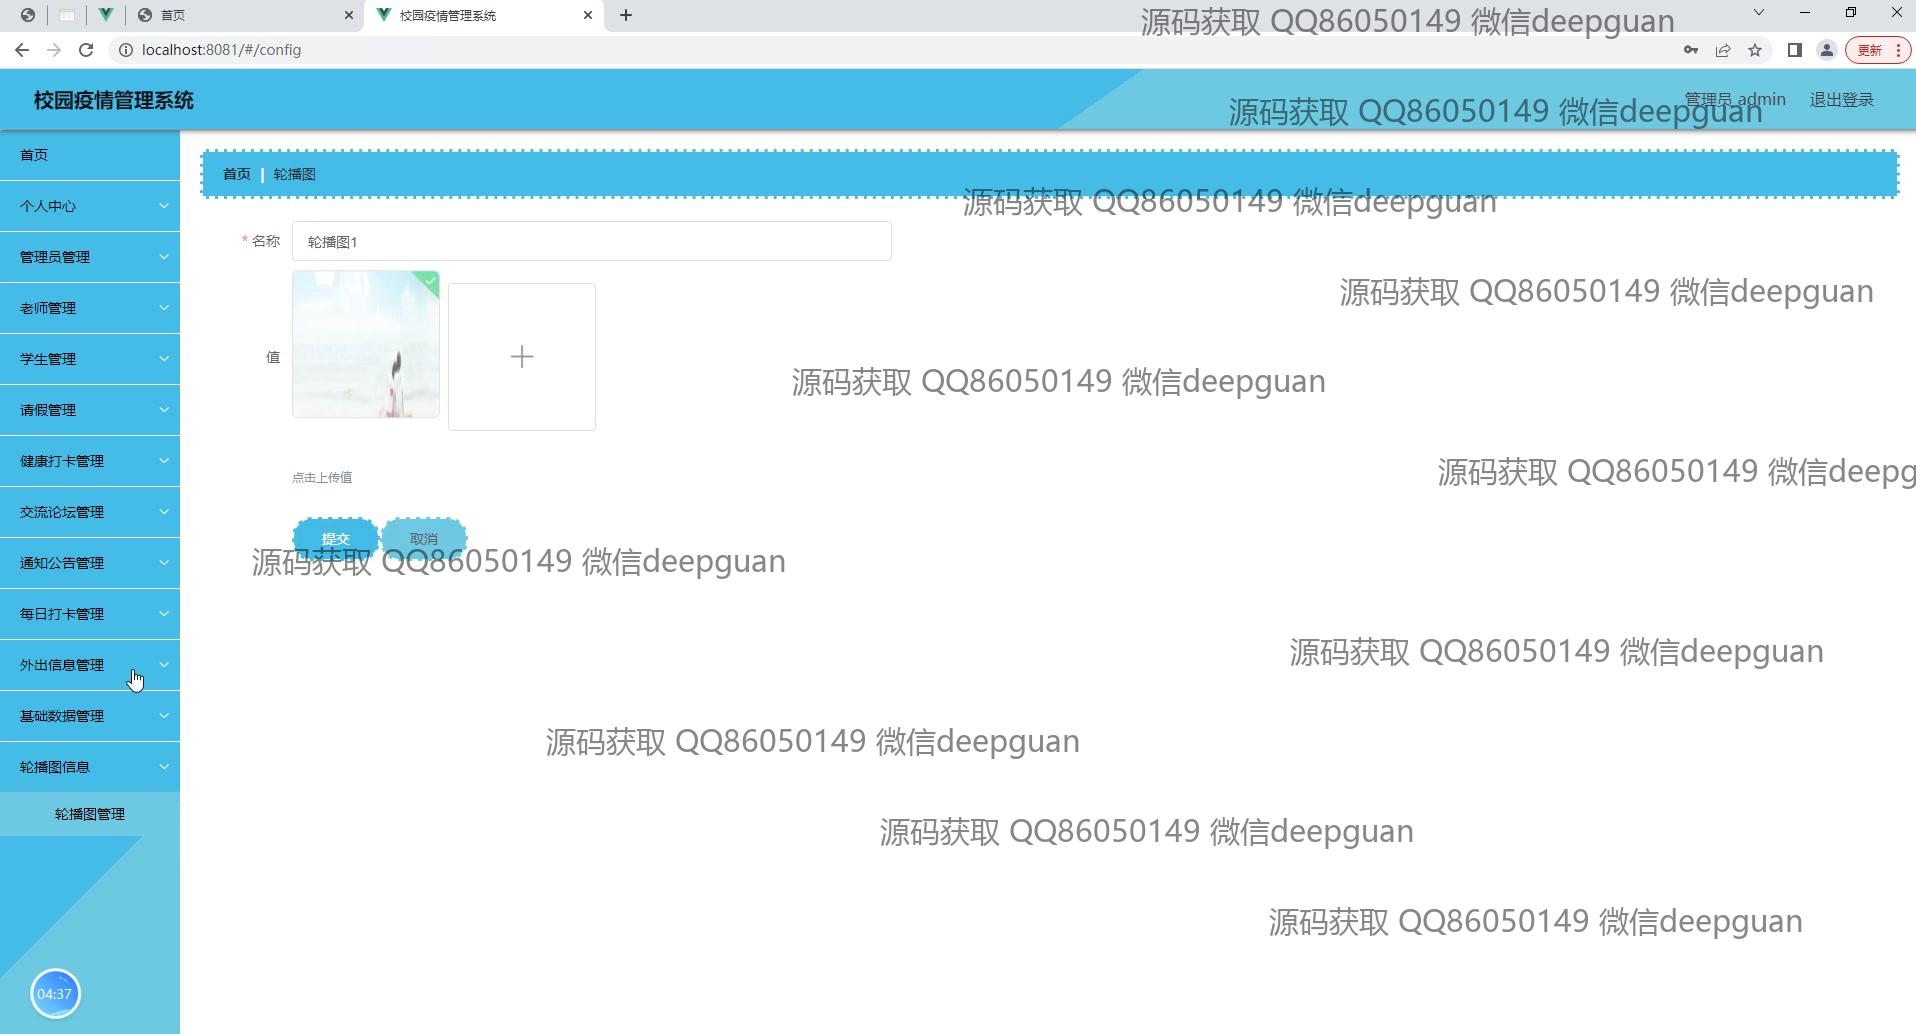 首页
校园疫情管理系统
源码获取 QQ86050149 微信deepguan
localhost:8081/#/config
更新
校园疫情管理系统
管理员 admin
退出登录
源码获取 QQ86050149 微信deepguan
首页
首页 | 轮播图
个人中心
源码获取 QQ86050149 微信deepguan
* 名称
轮播图1
管理员管理
源码获取 QQ86050149 微信deepguan
老师管理
值
学生管理
源码获取 QQ86050149 微信deepguan
请假管理
健康打卡管理
源码获取 QQ86050149 微信deepg
点击上传值
交流论坛管理
提交
取消
通知公告管理
源码获取 QQ86050149 微信deepguan
每日打卡管理
外出信息管理
源码获取 QQ86050149 微信deepguan
基础数据管理
源码获取 QQ86050149 微信deepguan
轮播图信息
轮播图管理
源码获取 QQ86050149 微信deepguan
源码获取 QQ86050149 微信deepguan
04:37